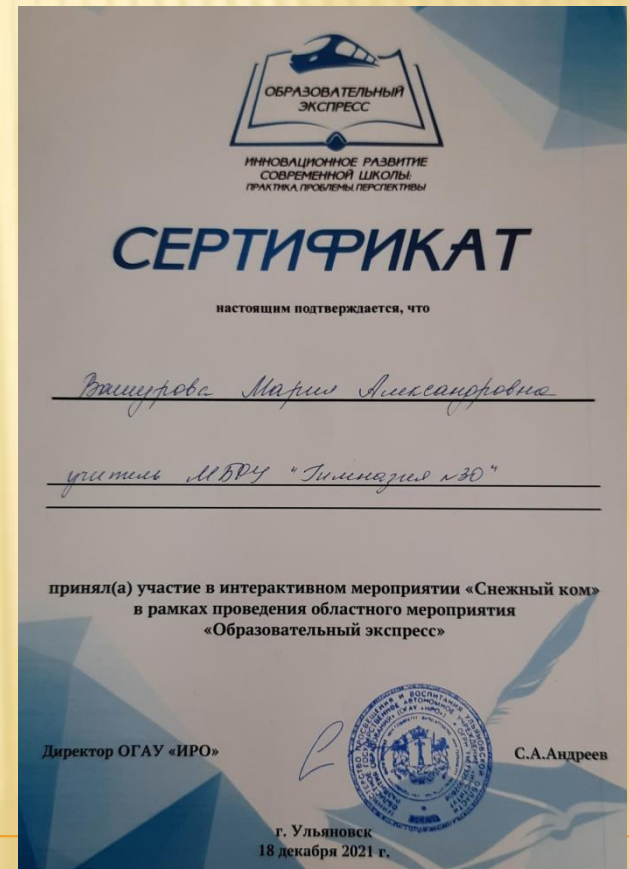 ОБРАЗОВАТЕЛЬНЫЙ
ЭКСПРЕСС
ИННОВАЦИОННОЕ РАЗВИТИЕ
СОВРЕМЕННОЙ ШКОЛЫ:
ПРАКТИКА, ПРОБЛЕМЫ, ПЕРСПЕКТИВЫ
СЕРТИФИКАТ
настоящим подтверждается, что
Вашурова Мария Александровна
учитель МБОУ "Гимназия №30"
принял(а) участие в интерактивном мероприятии «Снежный ком»
в рамках проведения областного мероприятия
«Образовательный экспресс»
Директор ОГАУ «ИРО»
С.А.Андреев
г. Ульяновск
18 декабря 2021 г.